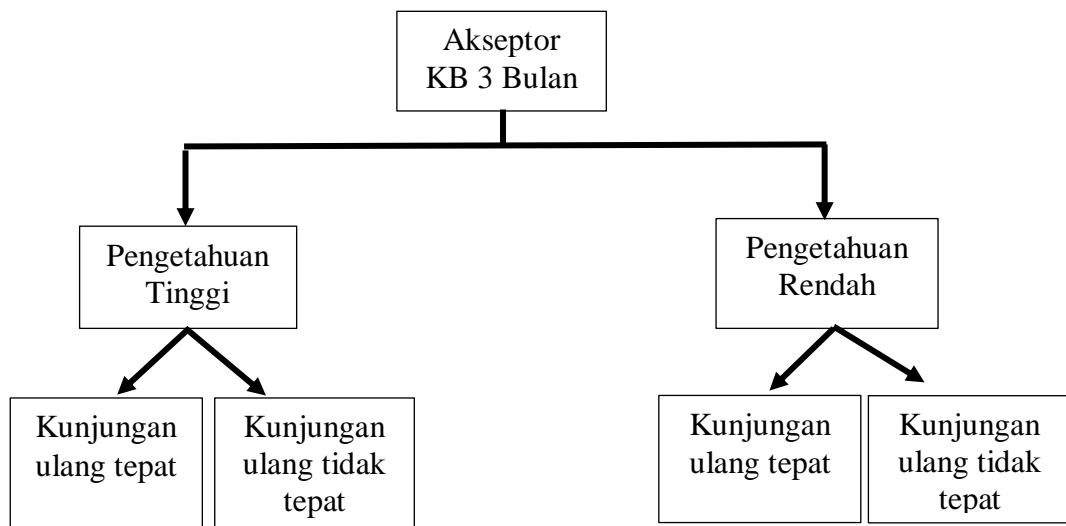 Akseptor
KB 3 Bulan
Pengetahuan
Tinggi
Pengetahuan
Rendah
Kunjungan
ulang tepat
Kunjungan
ulang tidak
tepat
Kunjungan
ulang tepat
Kunjungan
ulang tidak
tepat